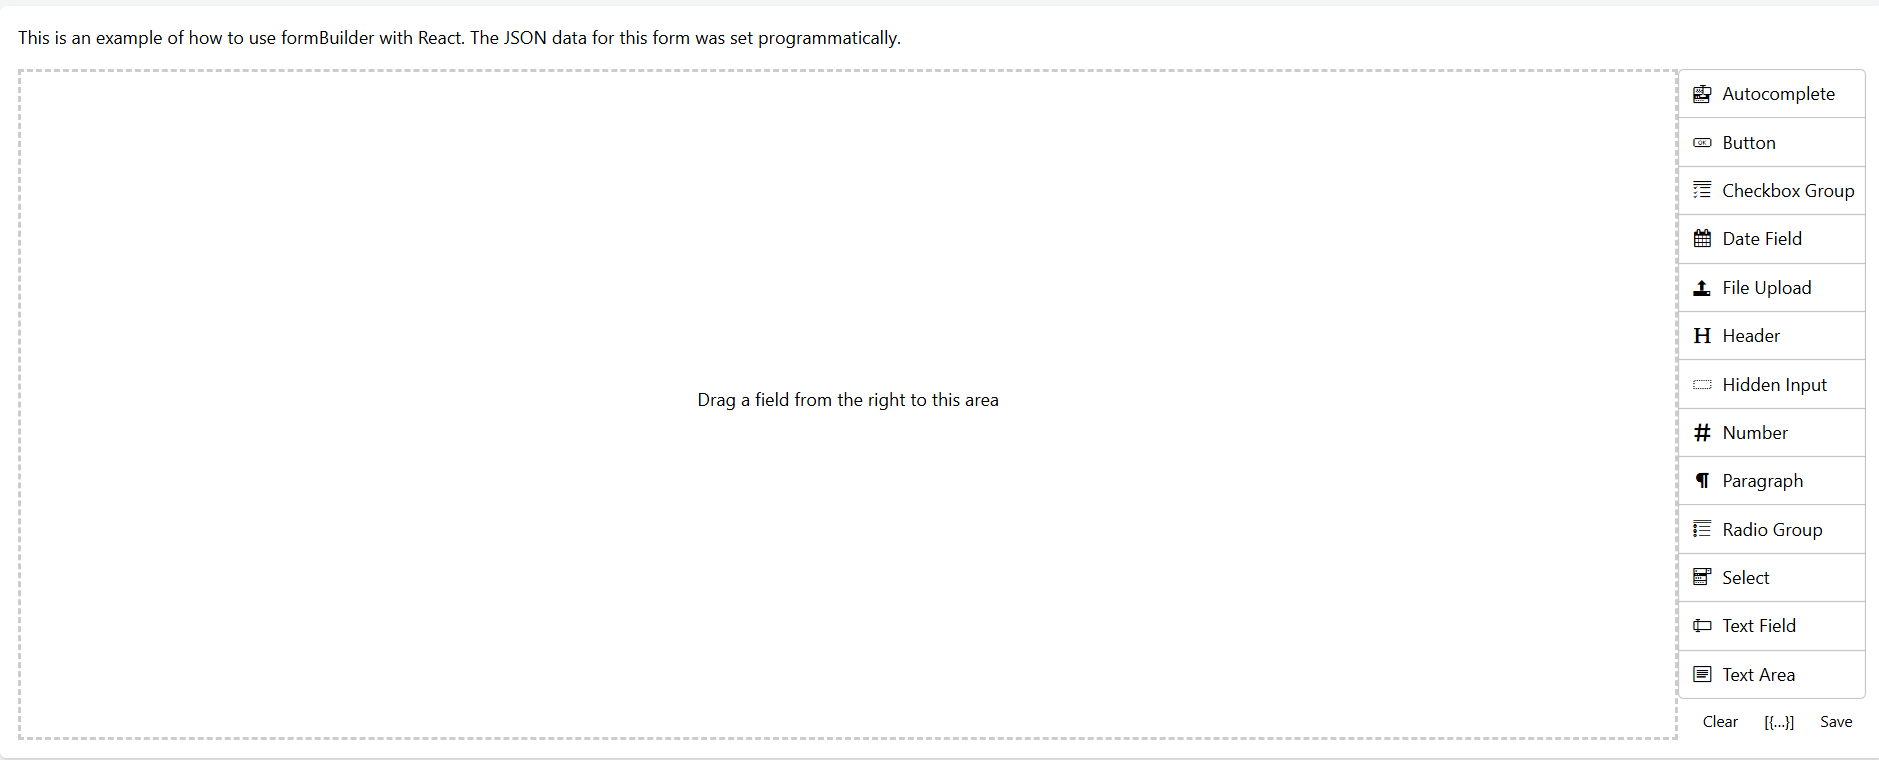 This is an example of how to use formBuilder with React. The JSON data for this form was set programmatically.
Drag a field from the right to this area
Autocomplete
OK Button
Checkbox Group
Date Field
File Upload
H Header
Hidden Input
# Number
¶ Paragraph
Radio Group
Select
Text Field
Text Area
Clear [{...}] Save